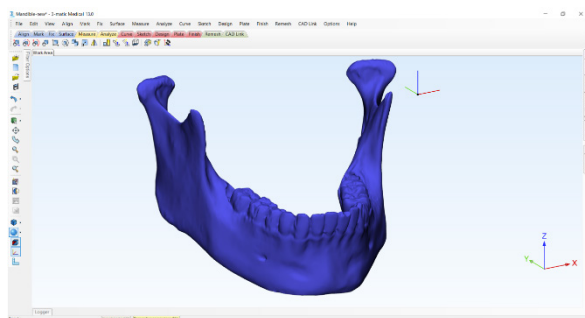 Mandible-new* - 3-matic Medical 13.0
File Edit View Align Mark Fix Surface Measure Analyze Curve Sketch Design Plate Finish Remesh CAD Link Options Help
Align Mark Fix Surface Measure Analyze Curve Sketch Design Plate Finish Remesh CAD Link
Work Area
Z
Y
X
Logger